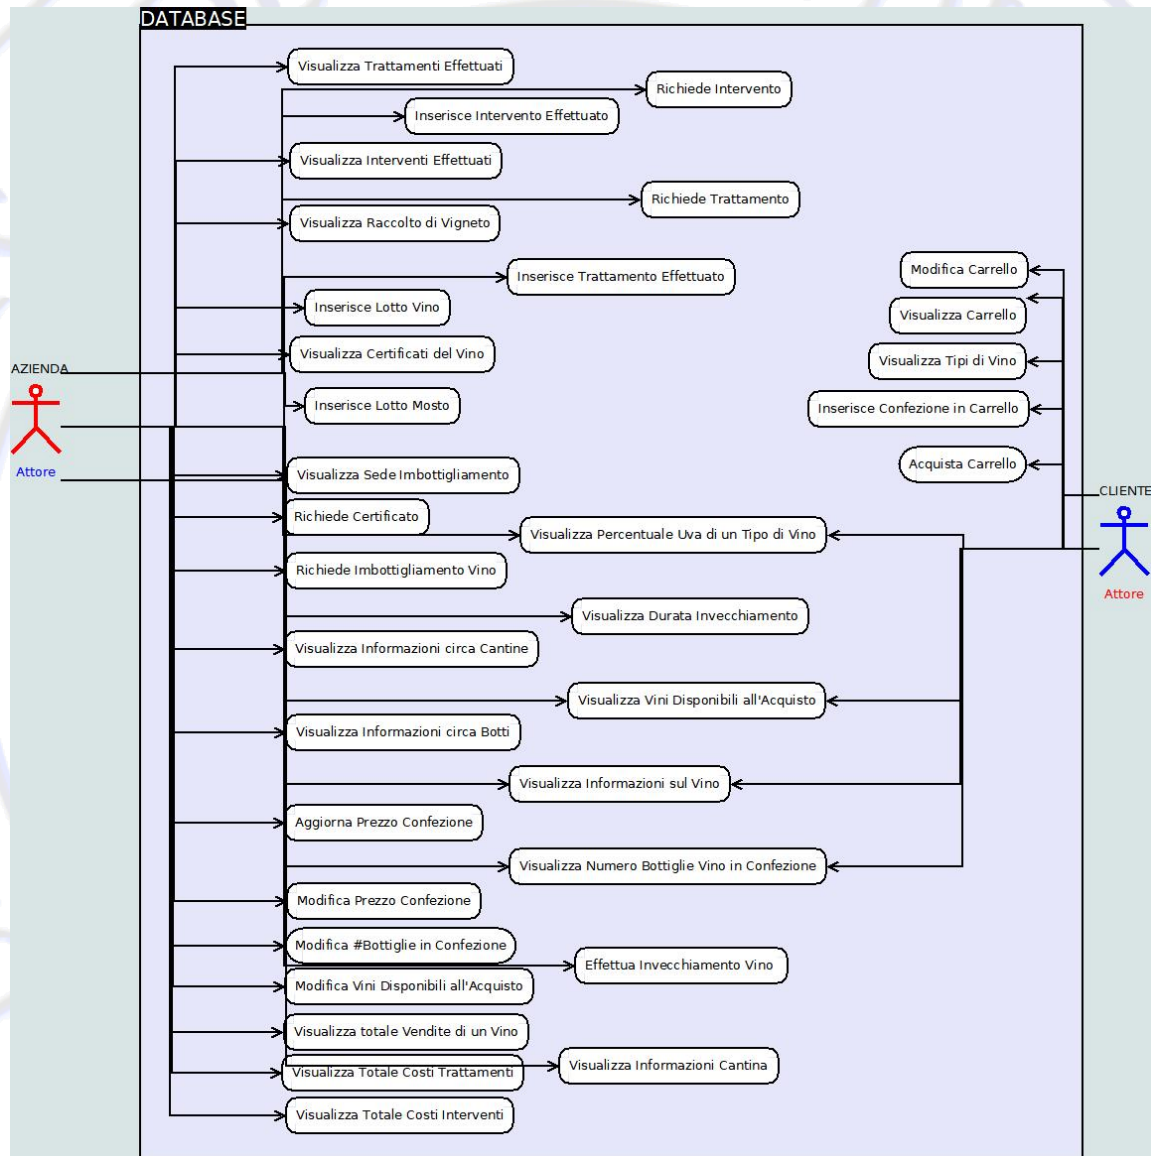 DATABASE
Visualizza Trattamenti Effettuati
Richiede Intervento
Inserisce Intervento Effettuato
Visualizza Interventi Effettuati
Richiede Trattamento
Visualizza Raccolto di Vigneto
Modifica Carrello
Inserisce Trattamento Effettuato
Inserisce Lotto Vino
Visualizza Carrello
Visualizza Certificati del Vino
Visualizza Tipi di Vino
AZIENDA
Inserisce Lotto Mosto
Inserisce Confezione in Carrello
Acquista Carrello
Attore
Visualizza Sede Imbottigliamento
CLIENTE
Richiede Certificato
Visualizza Percentuale Uva di un Tipo di Vino
Richiede Imbottigliamento Vino
Attore
Visualizza Durata Invecchiamento
Visualizza Informazioni circa Cantine
Visualizza Vini Disponibili all'Acquisto
Visualizza Informazioni circa Botti
Visualizza Informazioni sul Vino
Aggiorna Prezzo Confezione
Visualizza Numero Bottiglie Vino in Confezione
Modifica Prezzo Confezione
Modifica #Bottiglie in Confezione
Effettua Invecchiamento Vino
Modifica Vini Disponibili all'Acquisto
Visualizza totale Vendite di un Vino
Visualizza Informazioni Cantina
Visualizza Totale Costi Trattamenti
Visualizza Totale Costi Interventi